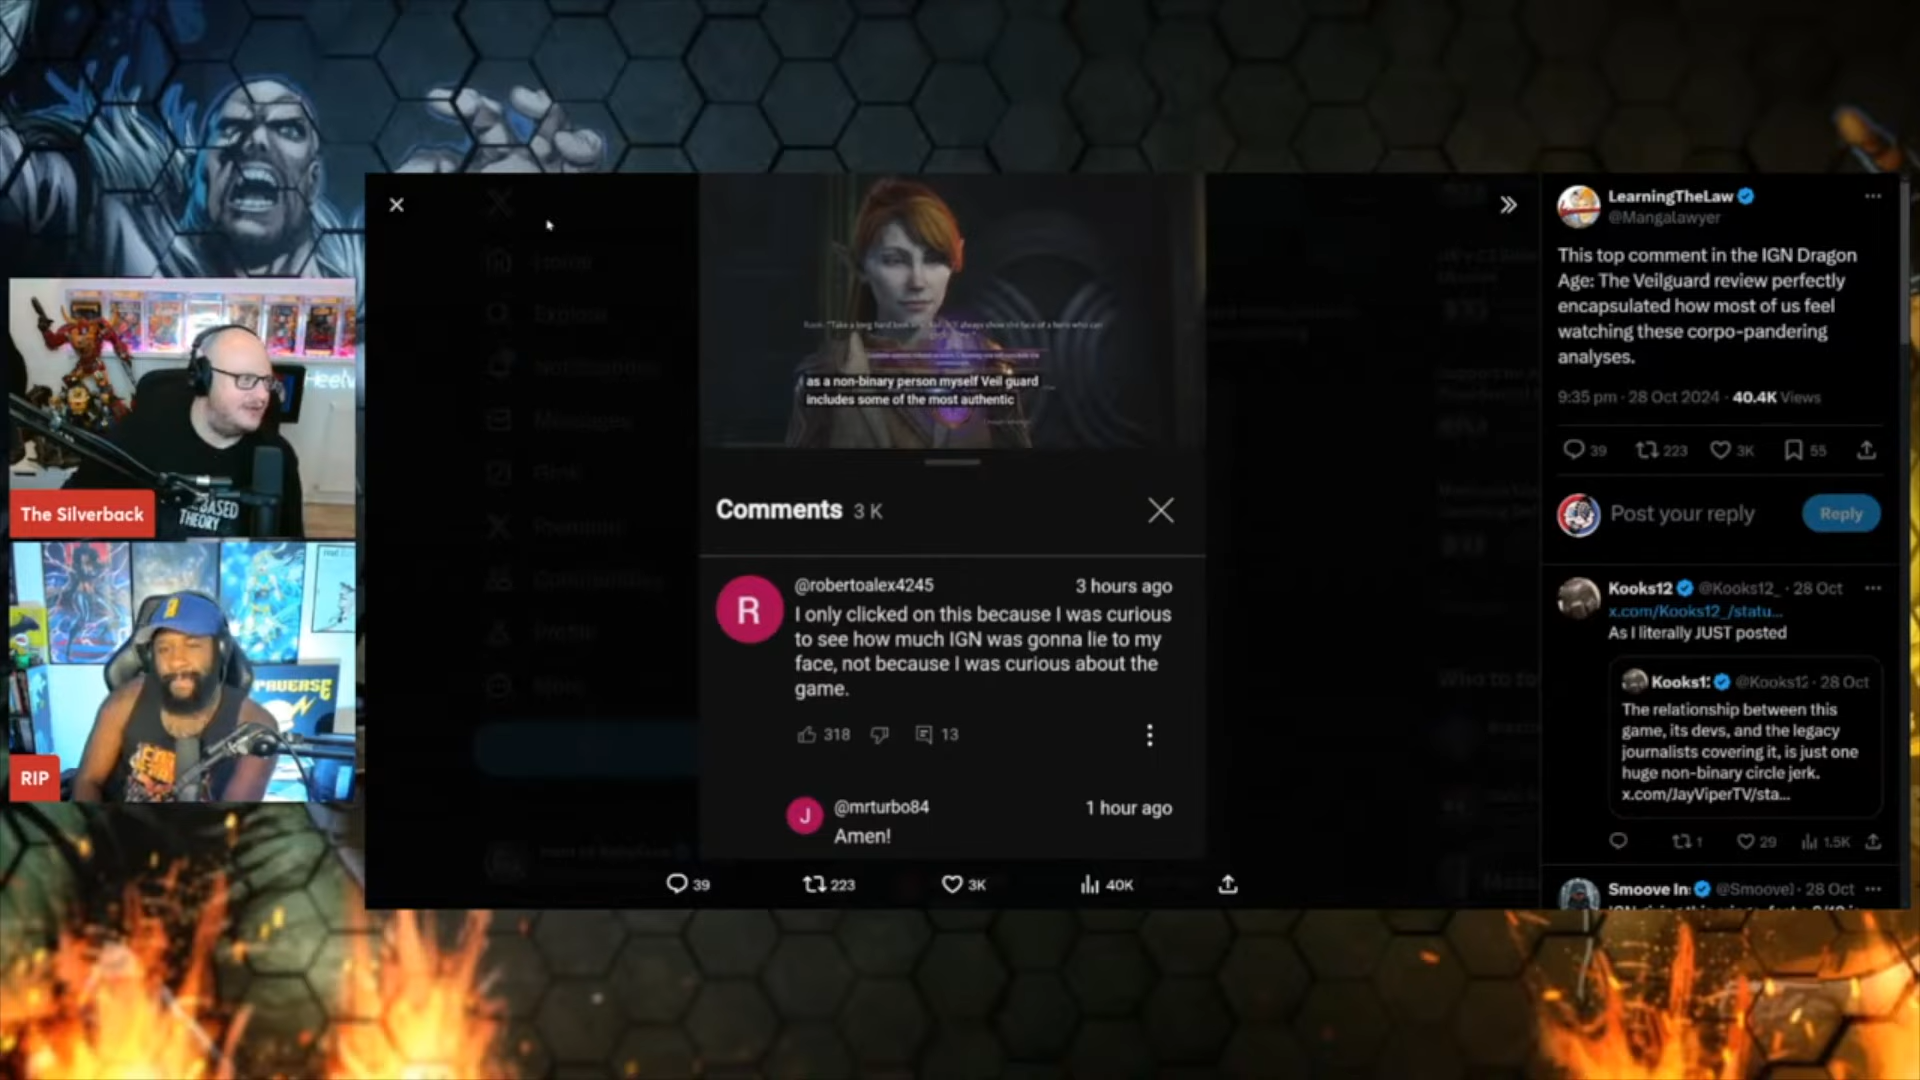 The Silverback
BASED
THEORY
PAVERSE
RIP
as a non-binary person myself Veil guard
includes some of the most authentic
Comments 3 K
@robertoalex4245 3 hours ago
R
I only clicked on this because I was curious
to see how much IGN was gonna lie to my
face, not because I was curious about the
game.
318 13
@mrturbo84 1 hour ago
J
Amen!
39 223 3K 40K
LearningTheLaw
@Mangalawyer
This top comment in the IGN Dragon
Age: The Veilguard review perfectly
encapsulated how most of us feel
watching these corpo-pandering
analyses.
9:35 pm · 28 Oct 2024 · 40.4K Views
39 223 3K 55
Post your reply Reply
Kooks12 @Kooks12_ · 28 Oct
x.com/Kooks12_/statu...
As I literally JUST posted
Kooks1: @Kooks12 · 28 Oct
The relationship between this
game, its devs, and the legacy
journalists covering it, is just one
huge non-binary circle jerk.
x.com/JayViperTV/sta...
1 29 1.5K
Smoove In: @Smoovel · 28 Oct